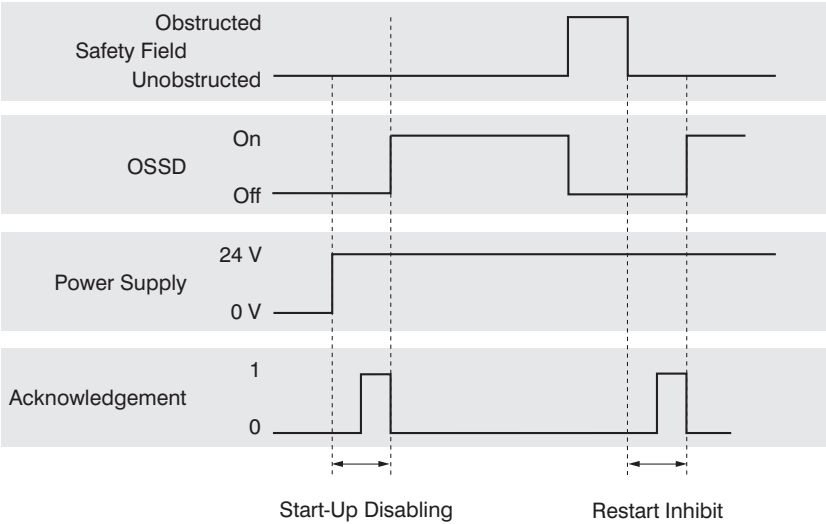 Obstructed
Safety Field
Unobstructed
On
OSSD
Off
24 V
Power Supply
0 V
1
Acknowledgement
0
Start-Up Disabling
Restart Inhibit